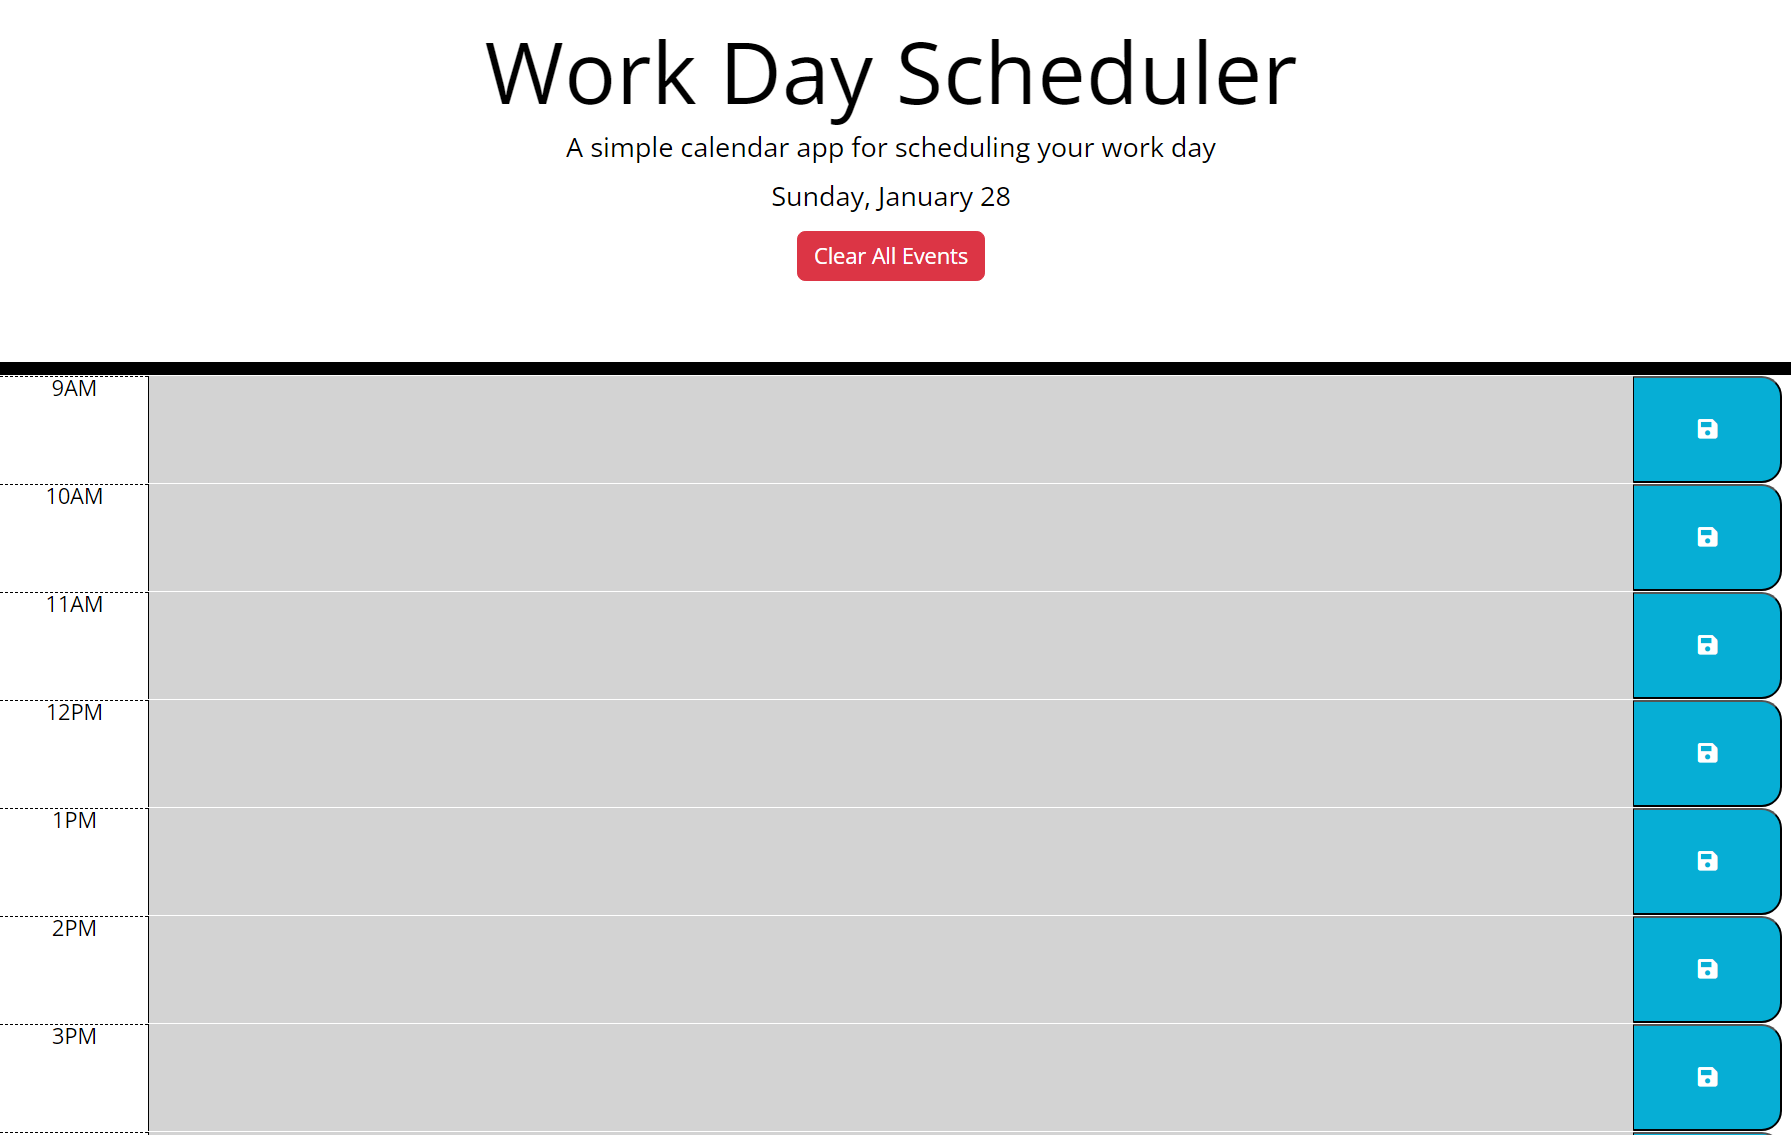 Work Day Scheduler
A simple calendar app for scheduling your work day
Sunday, January 28
Clear All Events
9AM
10AM
11AM
12PM
1PM
2PM
3PM